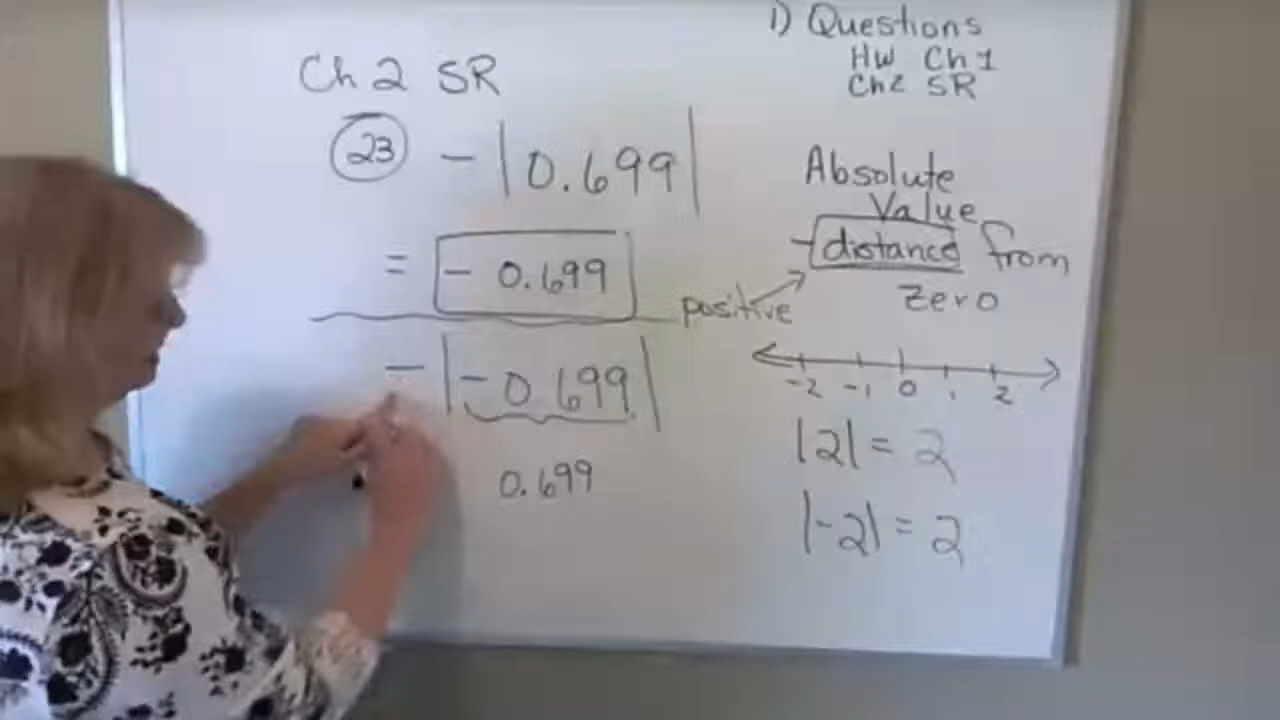 Ch 2 SR
23 - |0.699|
= - 0.699
- |-0.699|
0.699
1) Questions
HW Ch 1
Ch2 SR
Absolute
Value
- distance from
zero
positive
-2 -1 0 1 2
|2| = 2
|-2| = 2